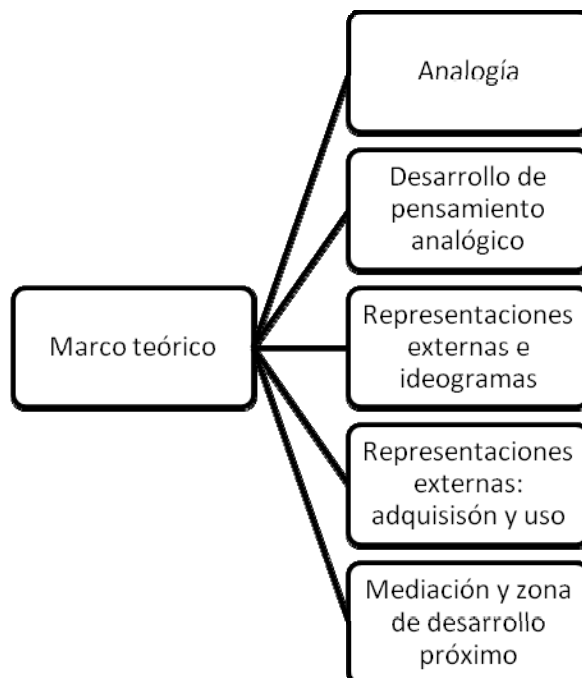 Marco teórico
Analogía
Desarrollo de
pensamiento
analógico
Representaciones
externas e
ideogramas
Representaciones
externas:
adquisisón y uso
Mediación y zona
de desarrollo
próximo